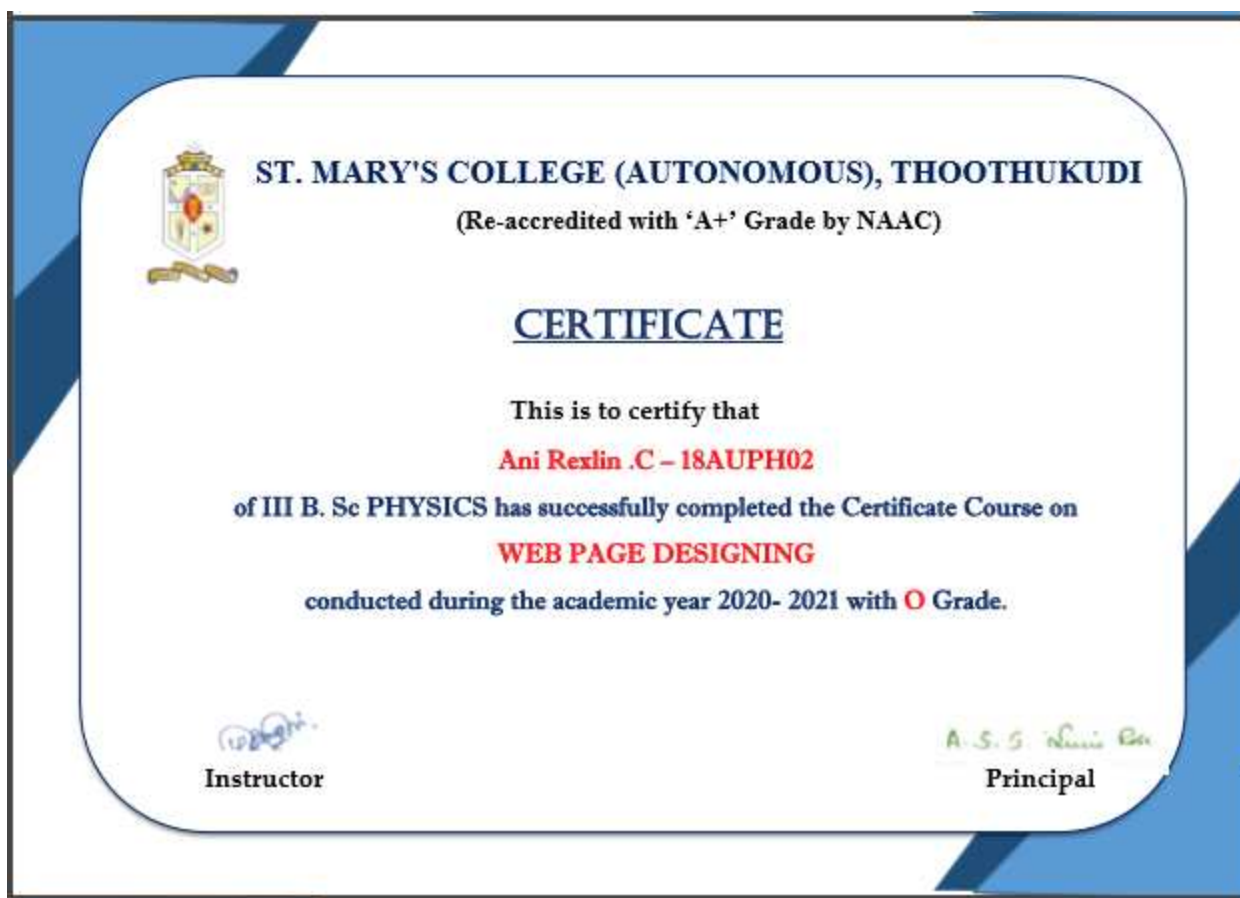 ST. MARY'S COLLEGE (AUTONOMOUS), THOOTHUKUDI
(Re-accredited with ‘A+’ Grade by NAAC)
CERTIFICATE
This is to certify that
Ani Rexlin .C – 18AUPH02
of III B. Sc PHYSICS has successfully completed the Certificate Course on
WEB PAGE DESIGNING
conducted during the academic year 2020- 2021 with O Grade.
A. S. S.
Instructor
Principal